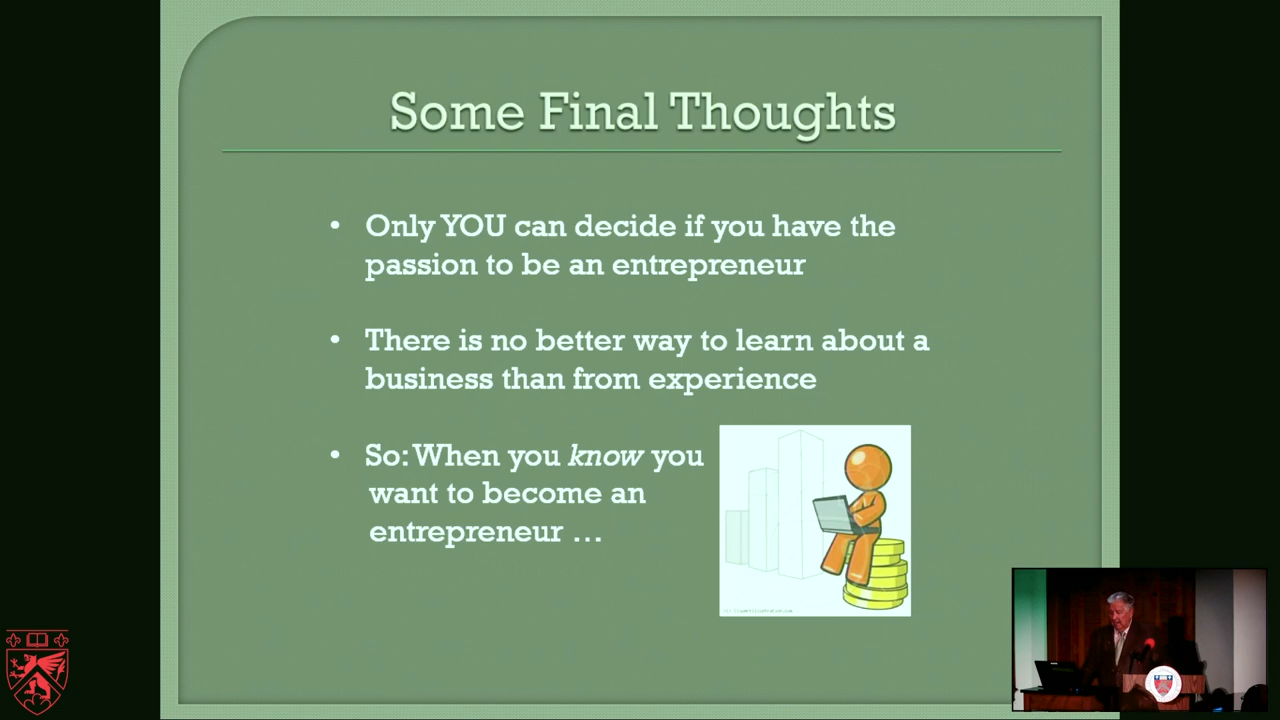 Some Final Thoughts
• Only YOU can decide if you have the
passion to be an entrepreneur
• There is no better way to learn about a
business than from experience
• So: When you know you
want to become an
entrepreneur …